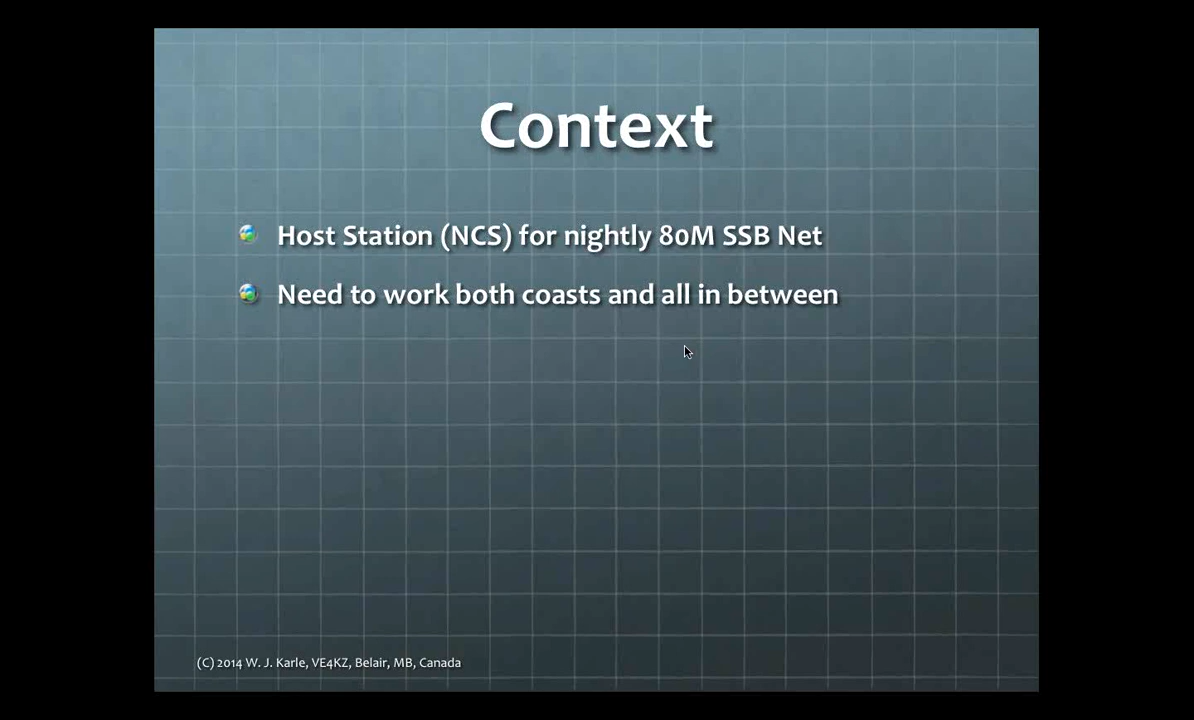 Context
Host Station (NCS) for nightly 80M SSB Net
Need to work both coasts and all in between
(C) 2014 W. J. Karle, VE4KZ, Belair, MB, Canada